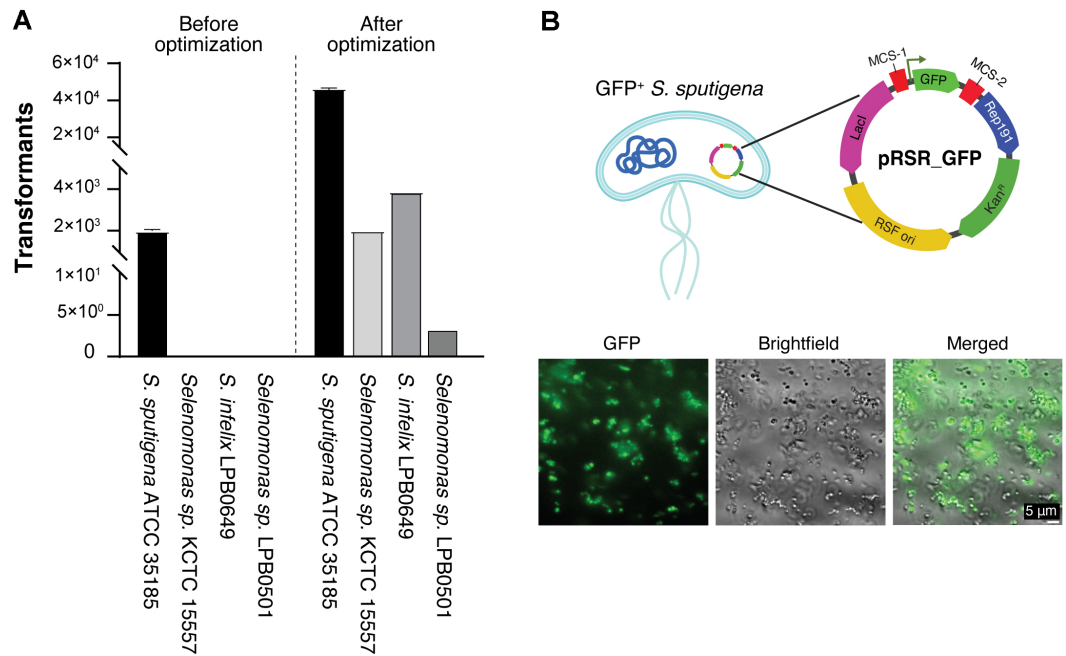 A
Before
optimization
After
optimization
Transformants
6×10⁴
4×10⁴
2×10⁴
4×10³
2×10³
1×10¹
5×10⁰
0
S. sputigena ATCC 35185
Selenomonas sp. KCTC 15557
S. infelix LPB0649
Selenomonas sp. LPB0501
S. sputigena ATCC 35185
Selenomonas sp. KCTC 15557
S. infelix LPB0649
Selenomonas sp. LPB0501
B
GFP⁺ S. sputigena
MCS-1
GFP
MCS-2
LacI
Rep191
pRSR_GFP
Kanᴿ
RSF ori
GFP
Brightfield
Merged
5 µm